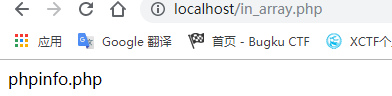 localhost/in_array.php
应用 Google 翻译 首页 - Bugku CTF XCTF个
phpinfo.php